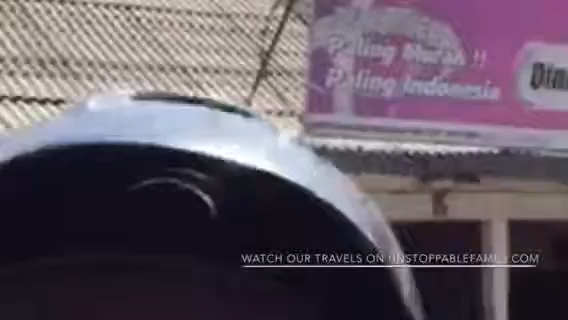 Paling Murah !!
Paling Indonesia
WATCH OUR TRAVELS ON UNSTOPPABLEFAMILY.COM